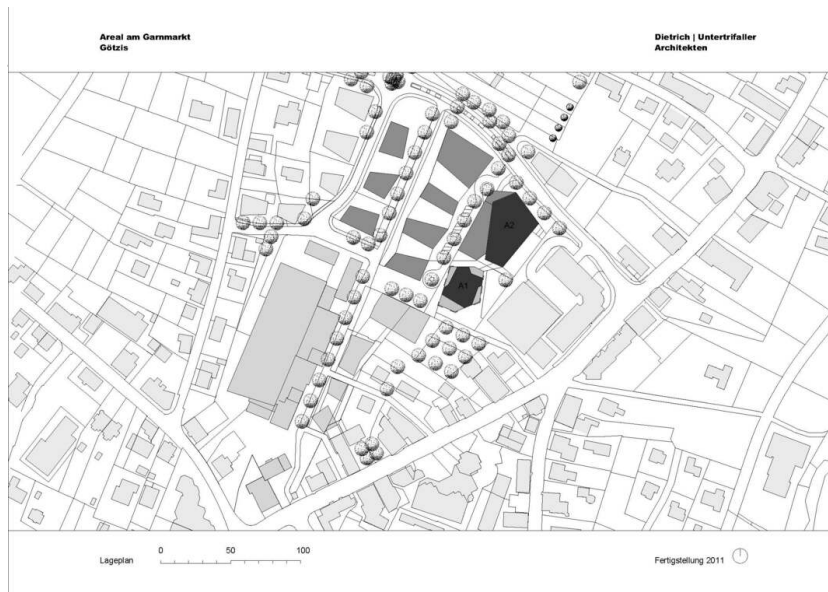 Areal am Garnmarkt
Götzis
Dietrich | Untertrifaller
Architekten
A2
A1
Lageplan
0 50 100
Fertigstellung 2011